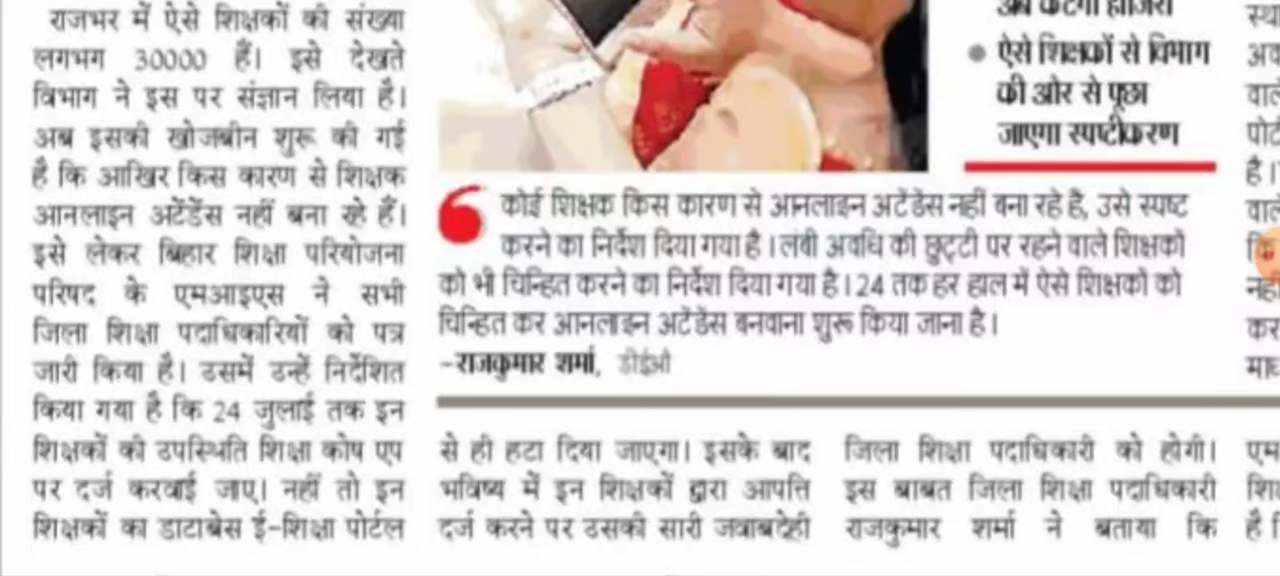 राजभर में ऐसे शिक्षकों की संख्या
लगभग 30000 हैं। इसे देखते
विभाग ने इस पर संज्ञान लिया है।
अब इसकी खोजबीन शुरू की गई
है कि आखिर किस कारण से शिक्षक
आनलाइन अटेंडेंस नहीं बना रहे हैं।
इसे लेकर बिहार शिक्षा परियोजना
परिषद के एमआइएस ने सभी
जिला शिक्षा पदाधिकारियों को पत्र
जारी किया है। उसमें उन्हें निर्देशित
किया गया है कि 24 जुलाई तक इन
शिक्षकों की उपस्थिति शिक्षा कोष एप
पर दर्ज करवाई जाए। नहीं तो इन
शिक्षकों का डाटाबेस ई-शिक्षा पोर्टल
कटेगी हाजिरी
● ऐसे शिक्षकों से विभाग
की ओर से पूछा
जाएगा स्पष्टीकरण
कोई शिक्षक किस कारण से आनलाइन अटेंडेंस नहीं बना रहे हैं, उसे स्पष्ट
करने का निर्देश दिया गया है। लंबी अवधि की छुट्टी पर रहने वाले शिक्षकों
को भी चिन्हित करने का निर्देश दिया गया है। 24 तक हर हाल में ऐसे शिक्षकों को
चिन्हित कर आनलाइन अटेंडेंस बनवाना शुरू किया जाना है।
-राजकुमार शर्मा, डीईओ
से ही हटा दिया जाएगा। इसके बाद
भविष्य में इन शिक्षकों द्वारा आपत्ति
दर्ज करने पर उसकी सारी जवाबदेही
जिला शिक्षा पदाधिकारी को होगी।
इस बाबत जिला शिक्षा पदाधिकारी
राजकुमार शर्मा ने बताया कि